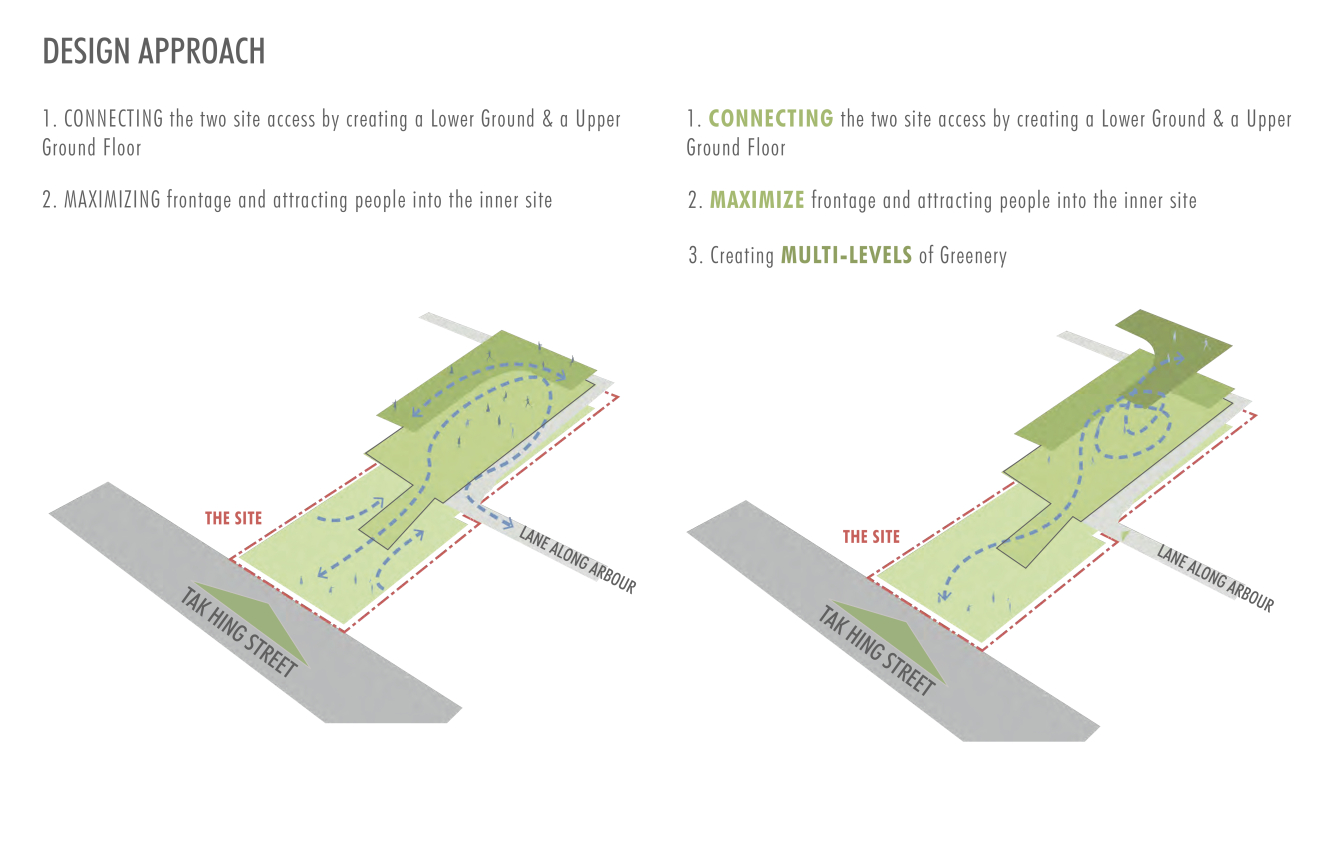 DESIGN APPROACH
1. CONNECTING the two site access by creating a Lower Ground & a Upper
Ground Floor
2. MAXIMIZING frontage and attracting people into the inner site
THE SITE
LANE ALONG ARBOUR
TAK HING STREET
1. CONNECTING the two site access by creating a Lower Ground & a Upper
Ground Floor
2. MAXIMIZE frontage and attracting people into the inner site
3. Creating MULTI-LEVELS of Greenery
THE SITE
LANE ALONG ARBOUR
TAK HING STREET